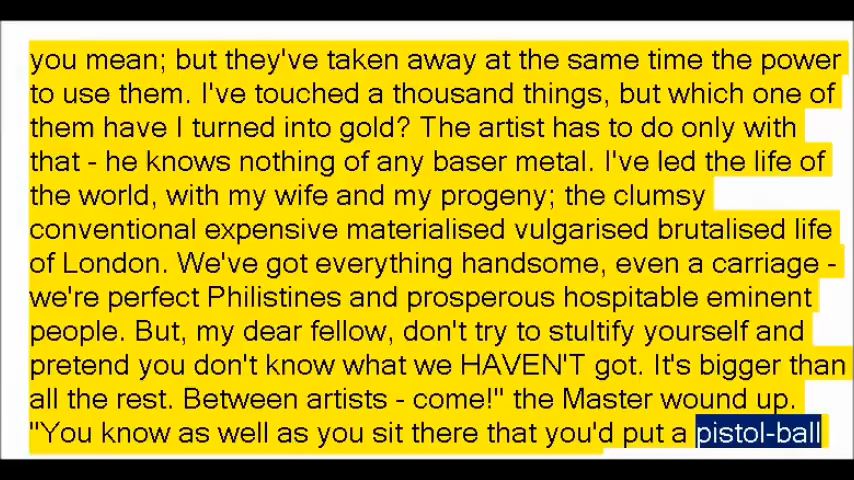 you mean; but they've taken away at the same time the power
to use them. I've touched a thousand things, but which one of
them have I turned into gold? The artist has to do only with
that - he knows nothing of any baser metal. I've led the life of
the world, with my wife and my progeny; the clumsy
conventional expensive materialised vulgarised brutalised life
of London. We've got everything handsome, even a carriage -
we're perfect Philistines and prosperous hospitable eminent
people. But, my dear fellow, don't try to stultify yourself and
pretend you don't know what we HAVEN'T got. It's bigger than
all the rest. Between artists - come!" the Master wound up.
"You know as well as you sit there that you'd put a pistol-ball